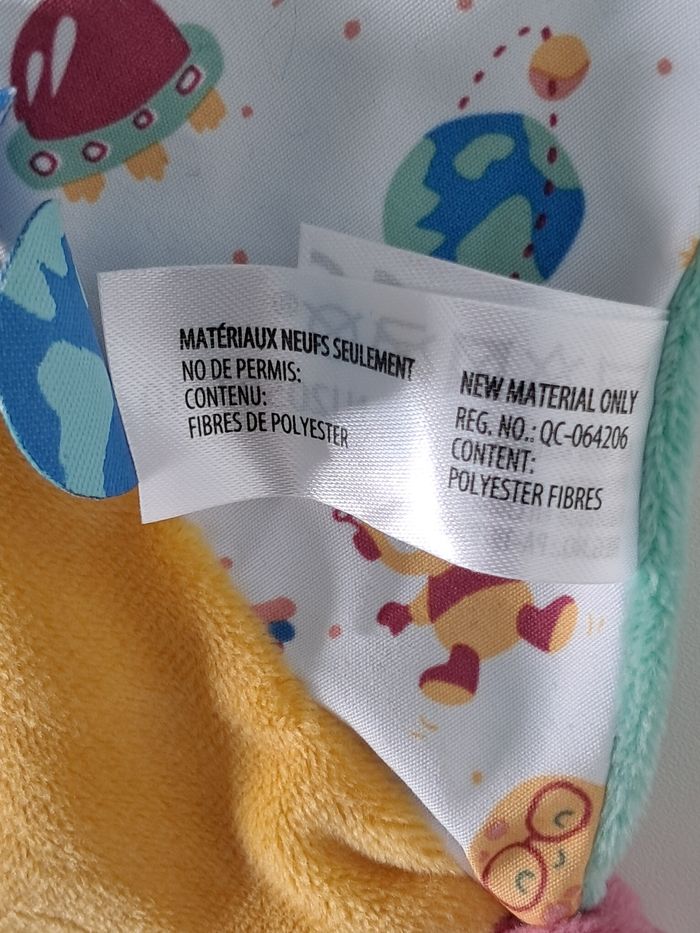 MATÉRIAUX NEUFS SEULEMENT
NO DE PERMIS:
CONTENU:
FIBRES DE POLYESTER
NEW MATERIAL ONLY
REG. NO.: QC-064206
CONTENT:
POLYESTER FIBRES